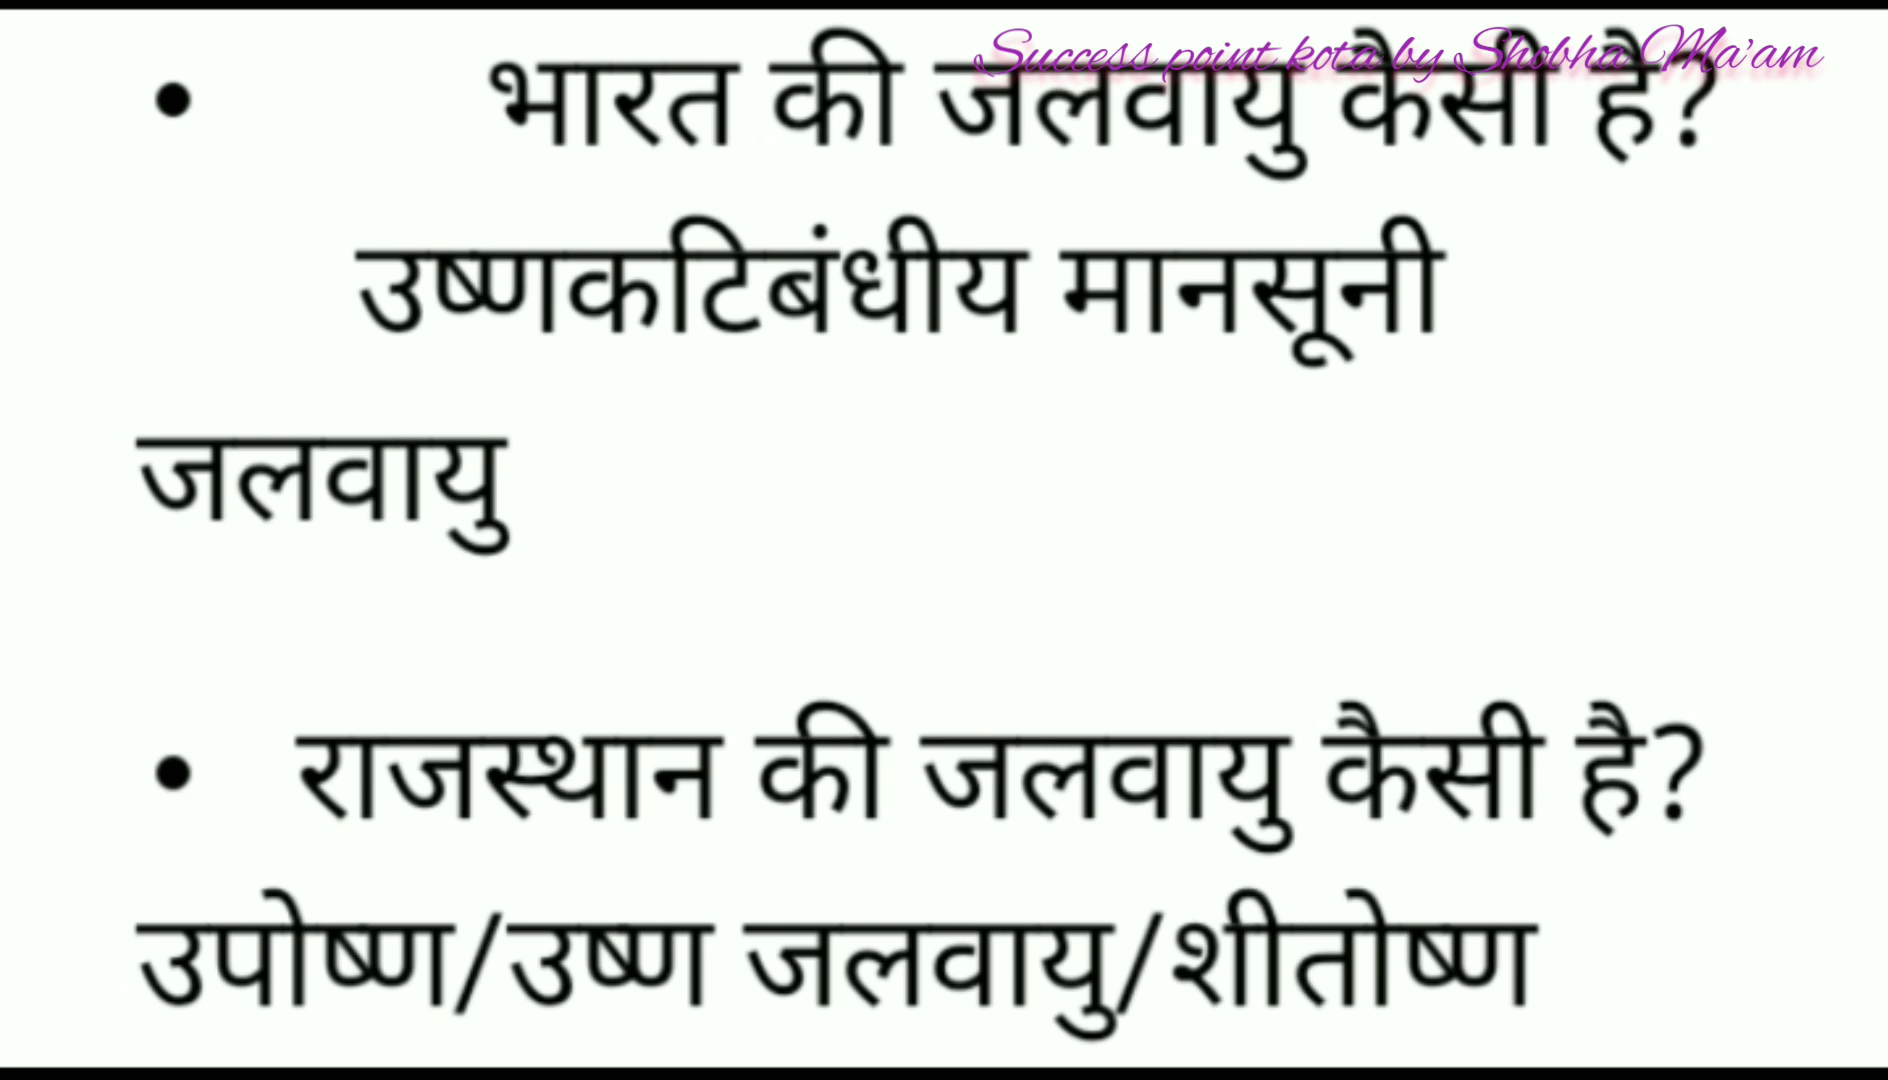 Success point kota by Shobha Ma'am
• भारत की जलवायु कैसी है?
उष्णकटिबंधीय मानसूनी
जलवायु
• राजस्थान की जलवायु कैसी है?
उपोष्ण/उष्ण जलवायु/शीतोष्ण